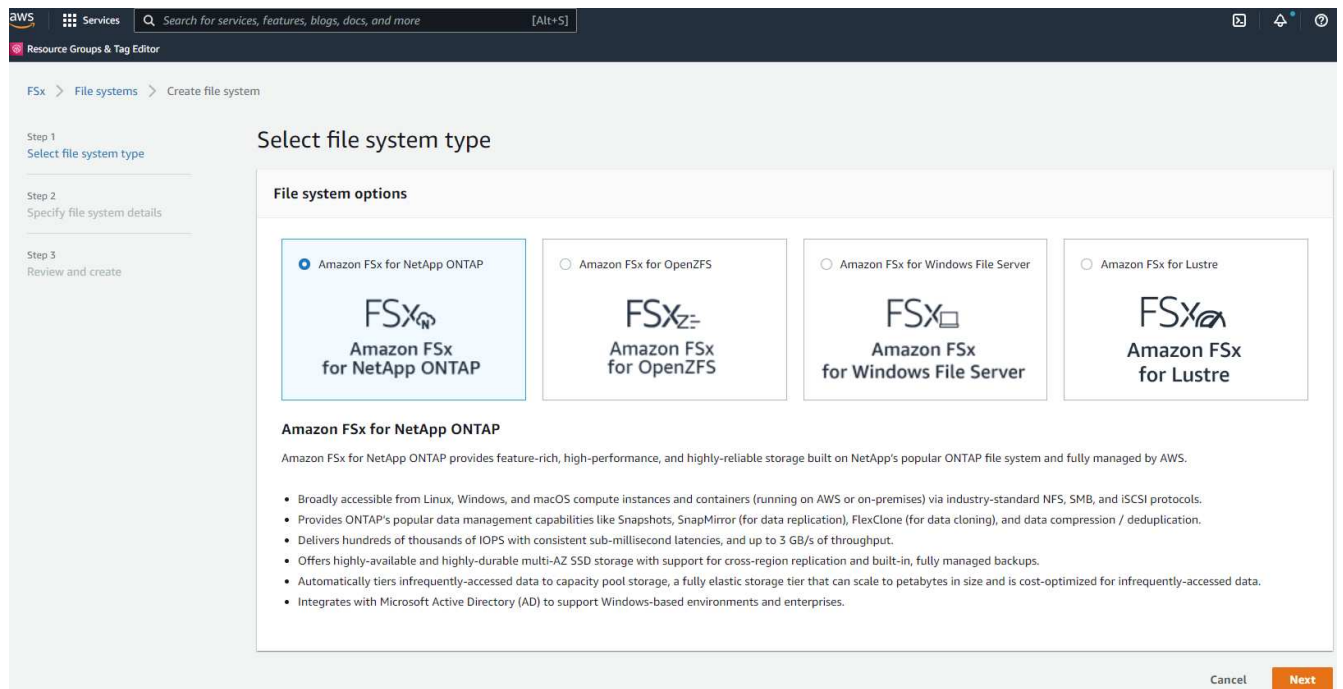 aws
Services
Search for services, features, blogs, docs, and more
[Alt+S]
Resource Groups & Tag Editor
FSx > File systems > Create file system
Step 1
Select file system type
Step 2
Specify file system details
Step 3
Review and create
Select file system type
File system options
Amazon FSx for NetApp ONTAP
FSx N
Amazon FSx
for NetApp ONTAP
Amazon FSx for OpenZFS
FSx Z
Amazon FSx
for OpenZFS
Amazon FSx for Windows File Server
FSx
Amazon FSx
for Windows File Server
Amazon FSx for Lustre
FSx
Amazon FSx
for Lustre
Amazon FSx for NetApp ONTAP
Amazon FSx for NetApp ONTAP provides feature-rich, high-performance, and highly-reliable storage built on NetApp's popular ONTAP file system and fully managed by AWS.
• Broadly accessible from Linux, Windows, and macOS compute instances and containers (running on AWS or on-premises) via industry-standard NFS, SMB, and iSCSI protocols.
• Provides ONTAP's popular data management capabilities like Snapshots, SnapMirror (for data replication), FlexClone (for data cloning), and data compression / deduplication.
• Delivers hundreds of thousands of IOPS with consistent sub-millisecond latencies, and up to 3 GB/s of throughput.
• Offers highly-available and highly-durable multi-AZ SSD storage with support for cross-region replication and built-in, fully managed backups.
• Automatically tiers infrequently-accessed data to capacity pool storage, a fully elastic storage tier that can scale to petabytes in size and is cost-optimized for infrequently-accessed data.
• Integrates with Microsoft Active Directory (AD) to support Windows-based environments and enterprises.
Cancel
Next